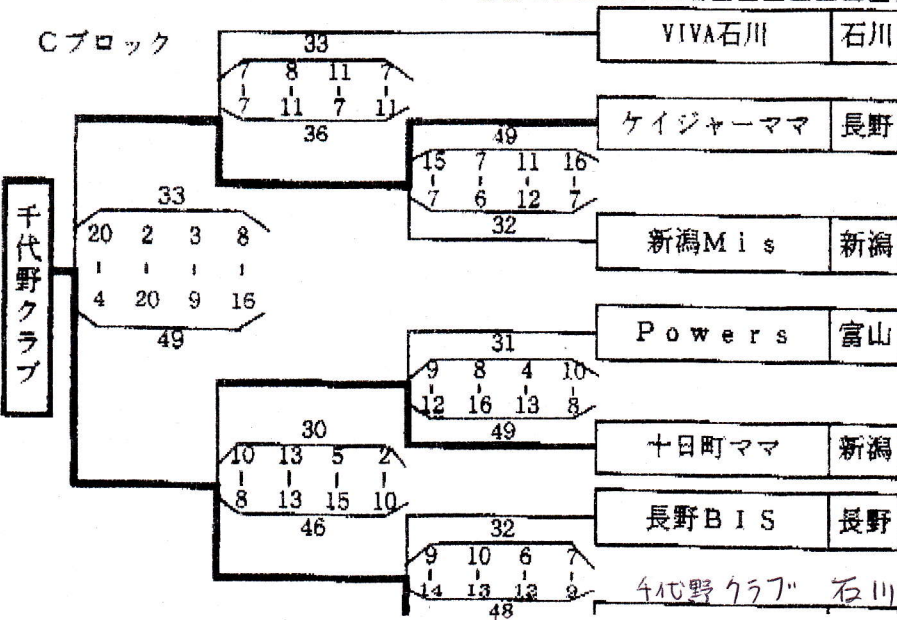 Cブロック
VIVA石川 石川
33
7 8 11 7
7 11 7 11
36
ケイジャーママ 長野
49
15 7 11 16
7 6 12 7
32
新潟Mis 新潟
千代野クラブ
33
20 2 3 8
4 20 9 16
49
Powers 富山
31
9 8 4 10
12 16 13 8
49
十日町ママ 新潟
30
10 13 5 2
8 13 15 10
46
長野BIS 長野
32
9 10 6 7
14 13 12 9
48
千代野クラブ 石川